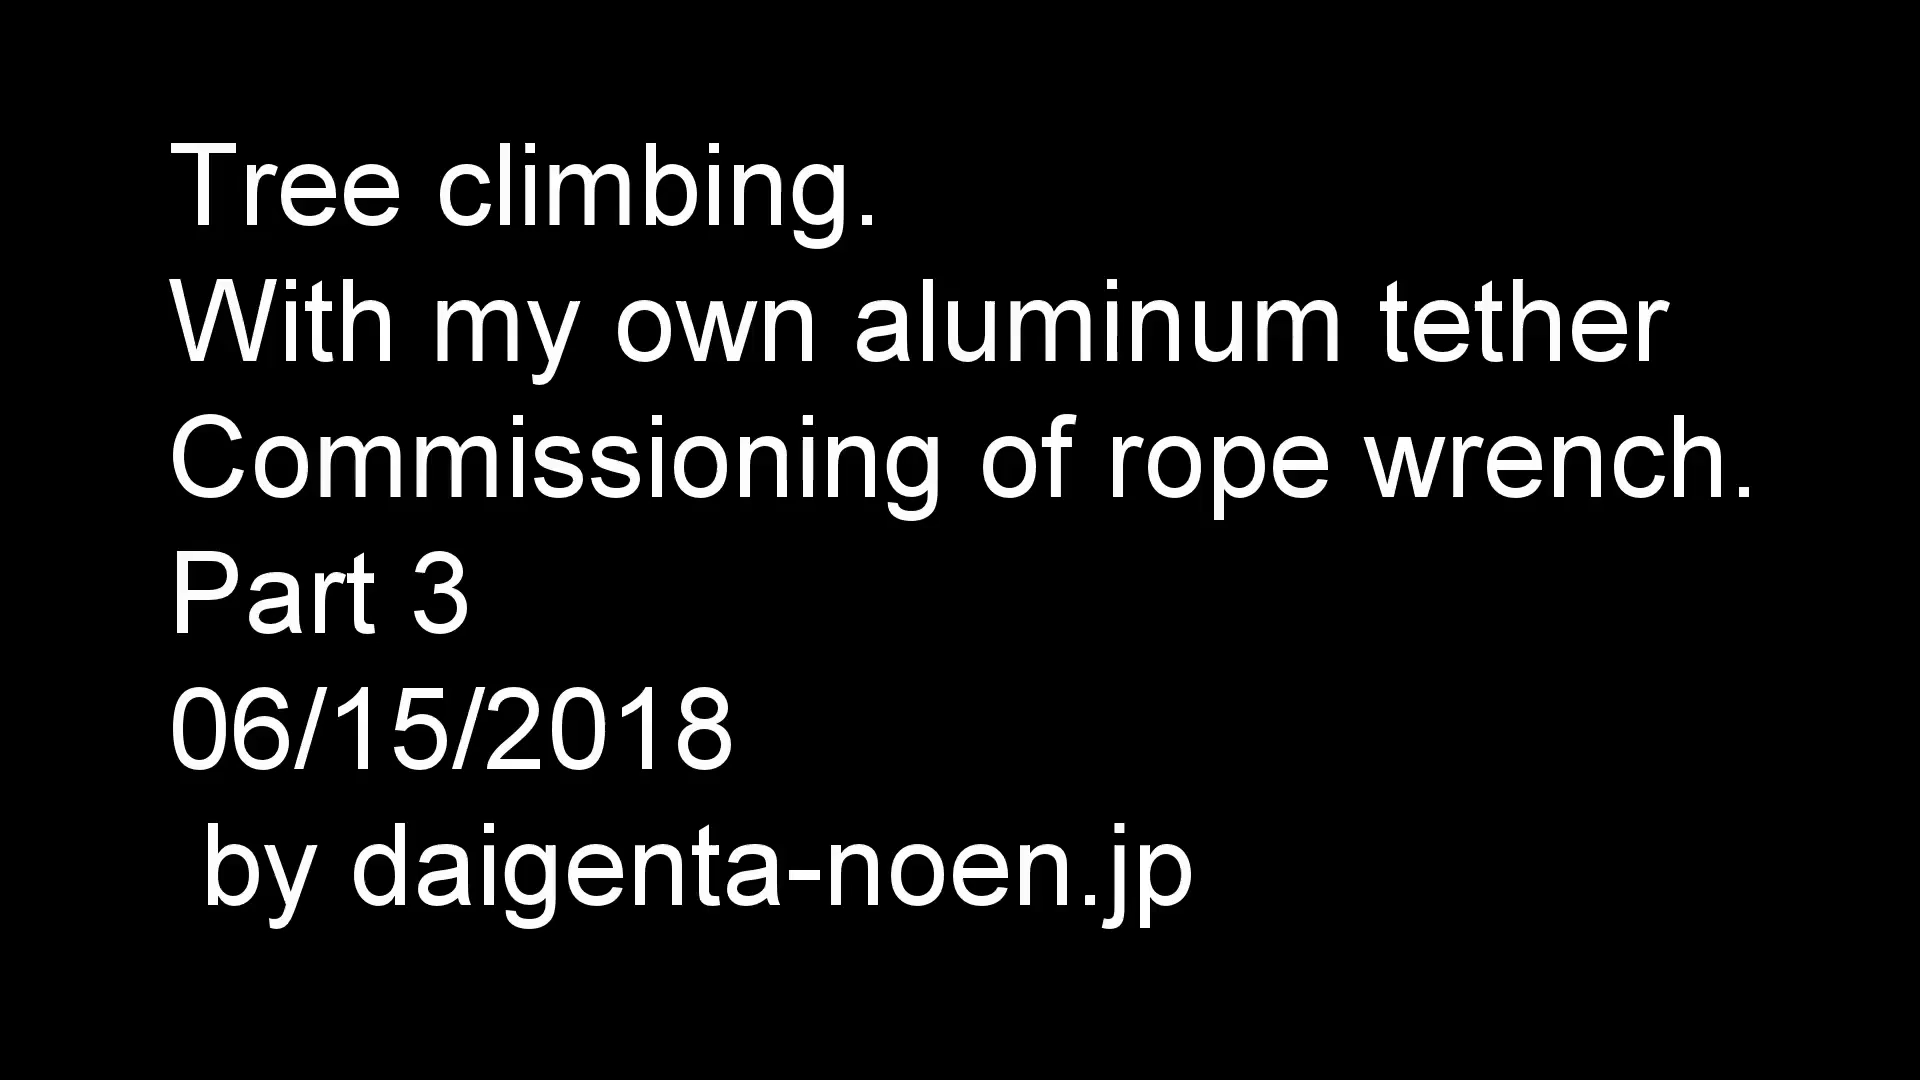 Tree climbing.
With my own aluminum tether
Commissioning of rope wrench.
Part 3
06/15/2018
by daigenta-noen.jp